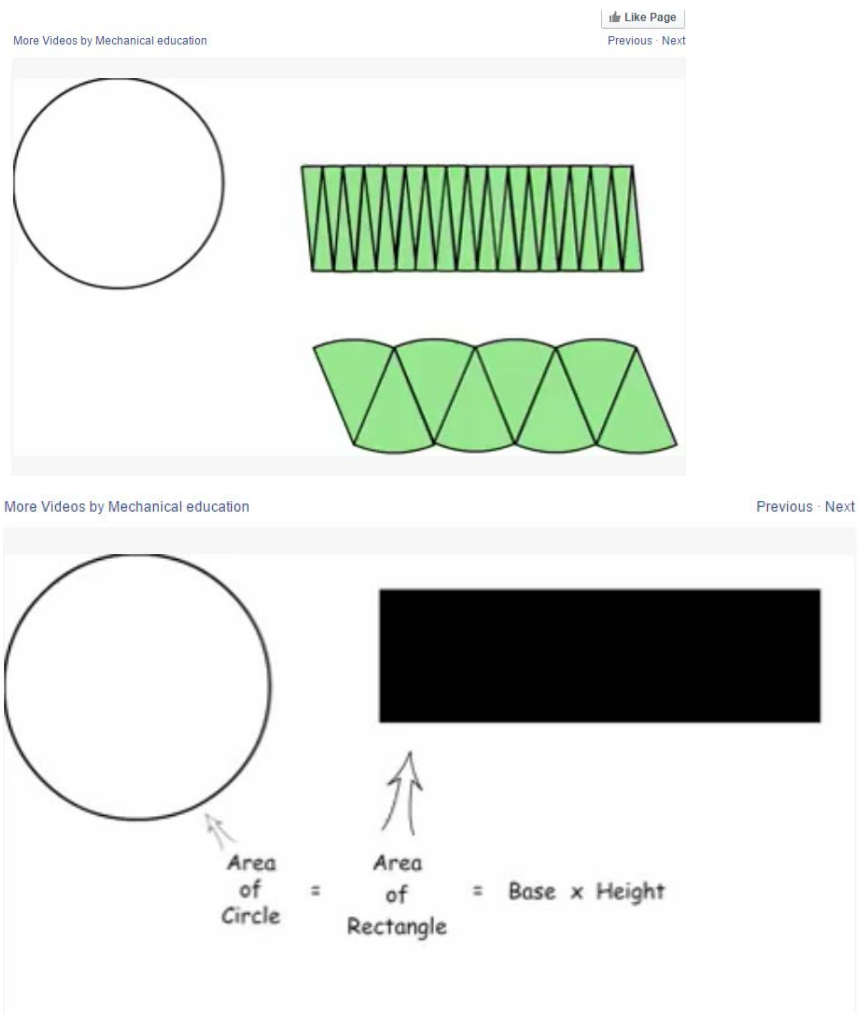 Like Page
More Videos by Mechanical education
Previous · Next
More Videos by Mechanical education
Previous · Next
Area
of
Circle
=
Area
of
Rectangle
= Base x Height